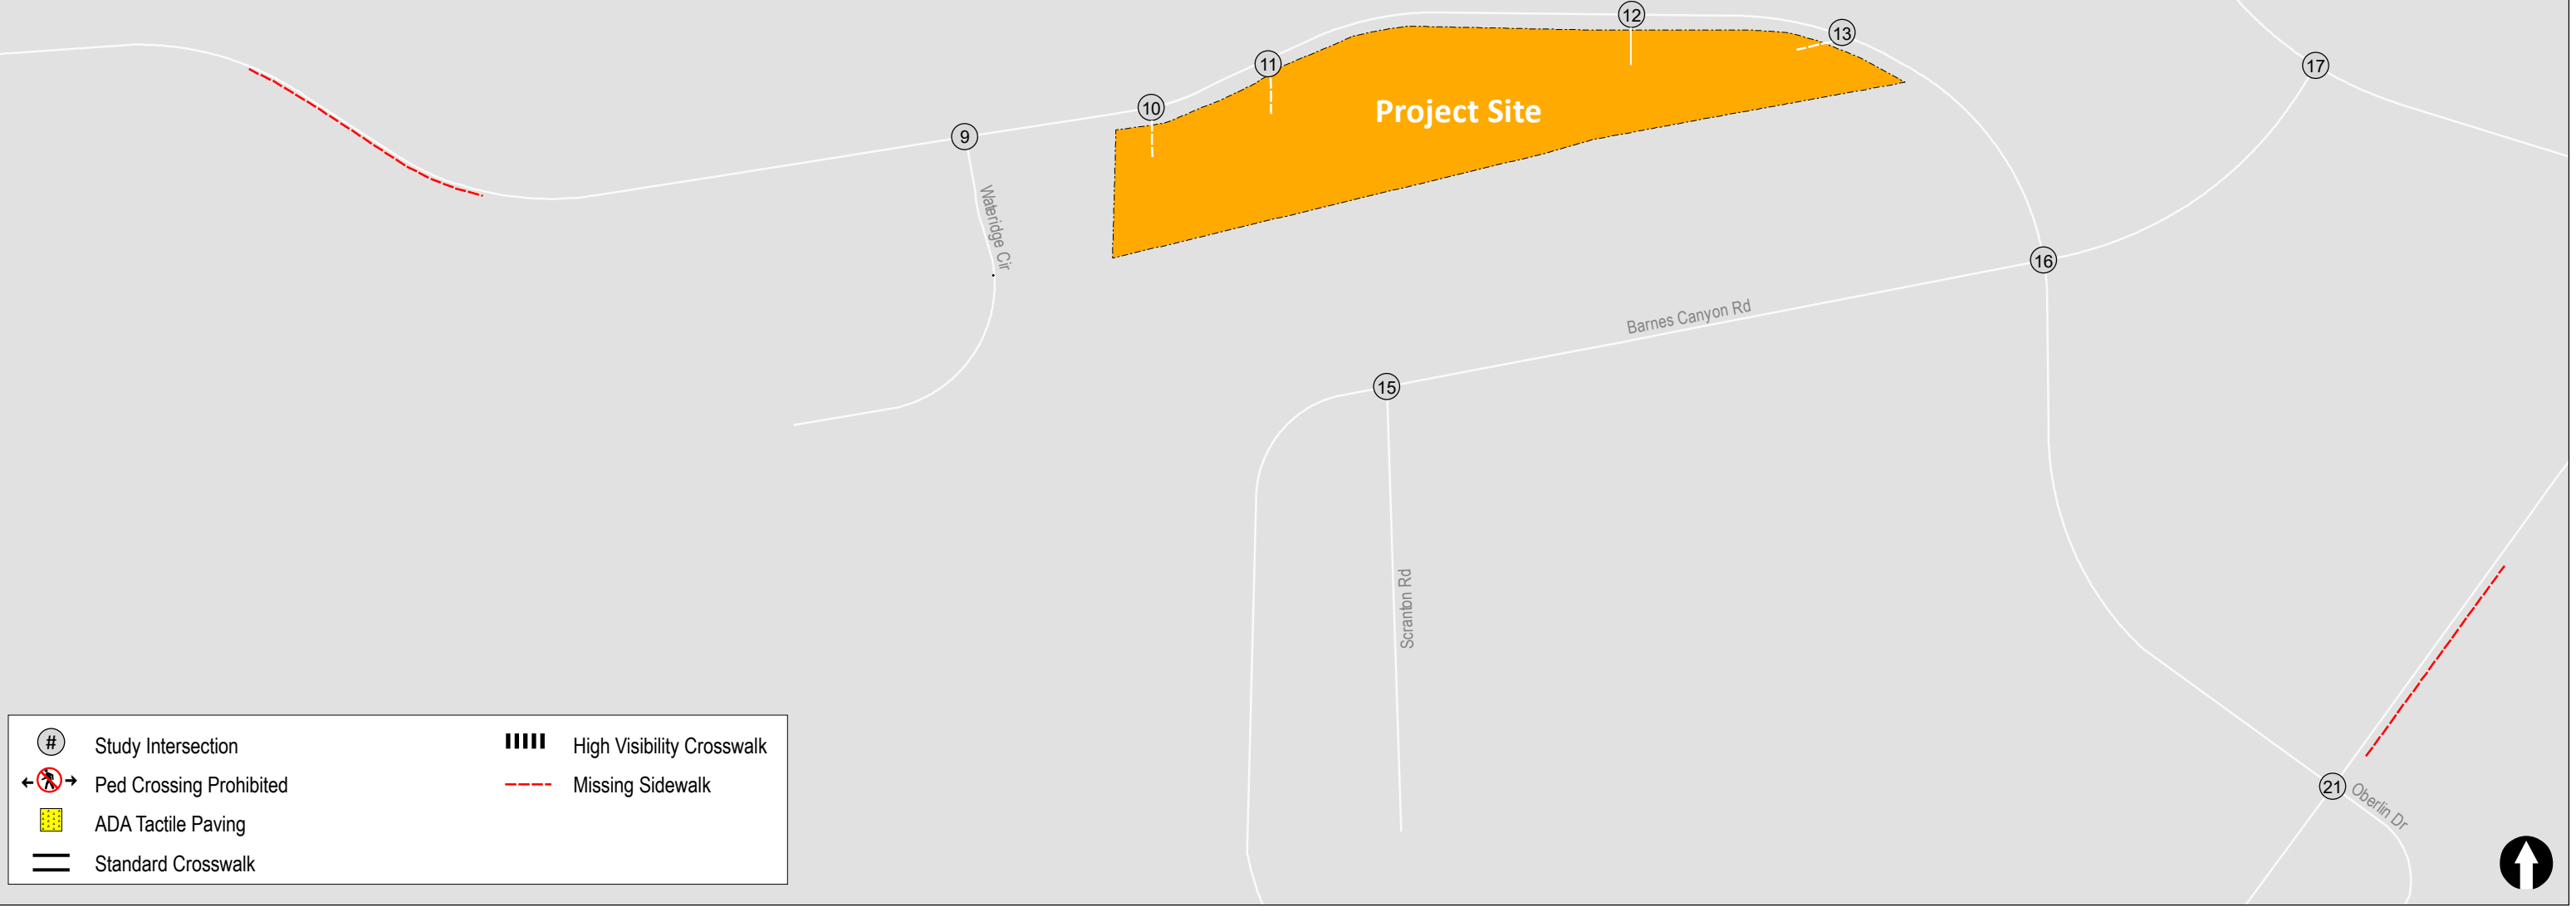 12
13
11
17
Project Site
10
9
Wateridge Cir
16
Barnes Canyon Rd
15
Scranton Rd
21
Oberlin Dr
# Study Intersection
Ped Crossing Prohibited
ADA Tactile Paving
Standard Crosswalk
High Visibility Crosswalk
Missing Sidewalk